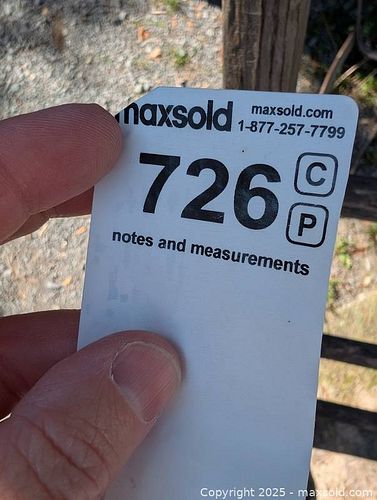 maxsold
maxsold.com
1-877-257-7799
726
C
P
notes and measurements
Copyright 2025 - maxsold.com